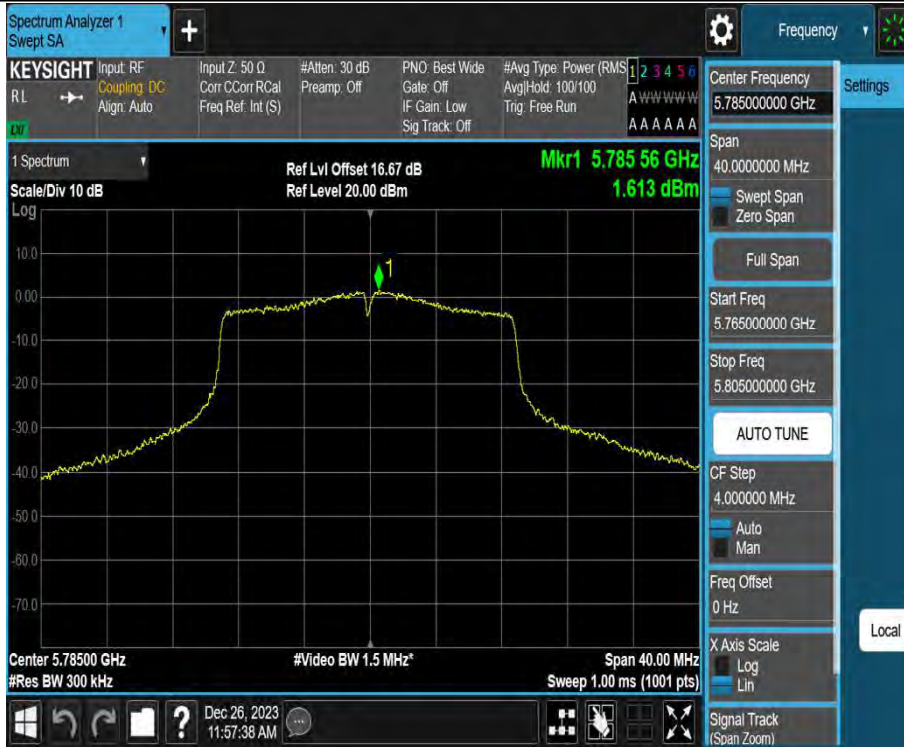 Spectrum Analyzer 1
Swept SA
+
Frequency
KEYSIGHT
RL
Input: RF
Coupling: DC
Align: Auto
Input Z: 50 Ω
Corr CCorr RCal
Freq Ref: Int (S)
#Atten: 30 dB
Preamp: Off
PNO: Best Wide
Gate: Off
IF Gain: Low
Sig Track: Off
#Avg Type: Power (RMS
Avg|Hold: 100/100
Trig: Free Run
1 2 3 4 5 6
A W W W W W
A A A A A A
1 Spectrum
Scale/Div 10 dB
Log
Ref Lvl Offset 16.67 dB
Ref Level 20.00 dBm
Mkr1 5.785 56 GHz
1.613 dBm
10.0
0.00
-10.0
-20.0
-30.0
-40.0
-50.0
-60.0
-70.0
1
Center 5.78500 GHz
#Res BW 300 kHz
#Video BW 1.5 MHz*
Span 40.00 MHz
Sweep 1.00 ms (1001 pts)
?
Dec 26, 2023
11:57:38 AM
Center Frequency
5.785000000 GHz
Settings
Span
40.0000000 MHz
Swept Span
Zero Span
Full Span
Start Freq
5.765000000 GHz
Stop Freq
5.805000000 GHz
AUTO TUNE
CF Step
4.000000 MHz
Auto
Man
Freq Offset
0 Hz
Local
X Axis Scale
Log
Lin
Signal Track
(Span Zoom)